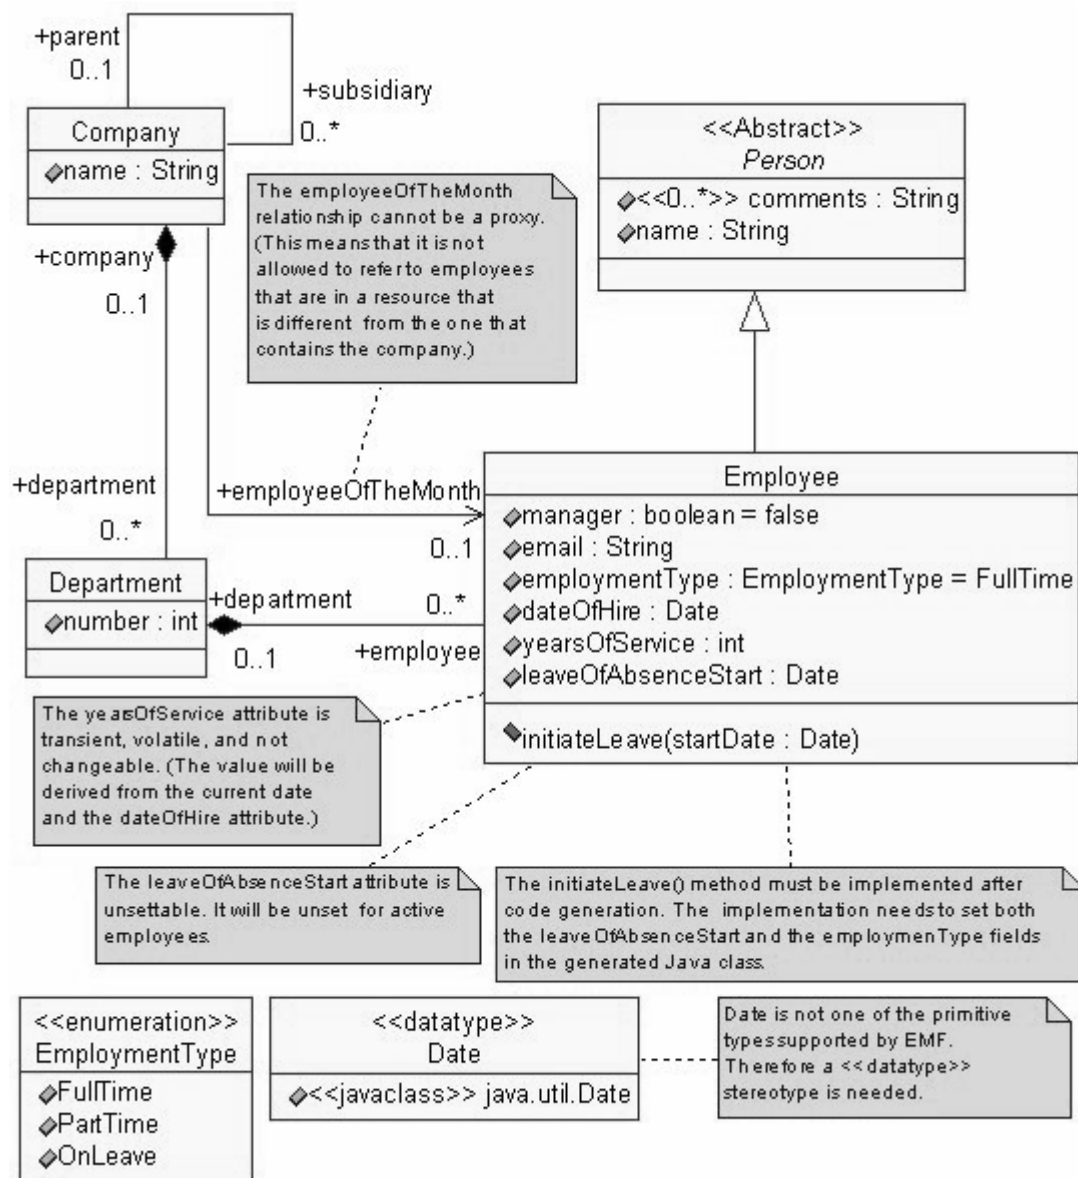 +parent
0..1
+subsidiary
0..*
Company
name : String
+company
0..1
The employeeOfTheMonth
relationship cannot be a proxy.
(This means that it is not
allowed to refer to employees
that are in a resource that
is different from the one that
contains the company.)
<<Abstract>>
Person
<<0..*>> comments : String
name : String
+department
0..*
+employeeOfTheMonth
0..1
Employee
manager : boolean = false
email : String
employmentType : EmploymentType = FullTime
dateOfHire : Date
yearsOfService : int
leaveOfAbsenceStart : Date
initiateLeave(startDate : Date)
Department
number : int
+department
0..1
0..*
+employee
The yearsOfService attribute is
transient, volatile, and not
changeable. (The value will be
derived from the current date
and the dateOfHire attribute.)
The leaveOfAbsenceStart attribute is
unsettable. It will be unset for active
employees.
The initiateLeave() method must be implemented after
code generation. The implementation needs to set both
the leaveOfAbsenceStart and the employmenType fields
in the generated Java class.
<<enumeration>>
EmploymentType
FullTime
PartTime
OnLeave
<<datatype>>
Date
<<javaclass>> java.util.Date
Date is not one of the primitive
types supported by EMF.
Therefore a <<datatype>>
stereotype is needed.